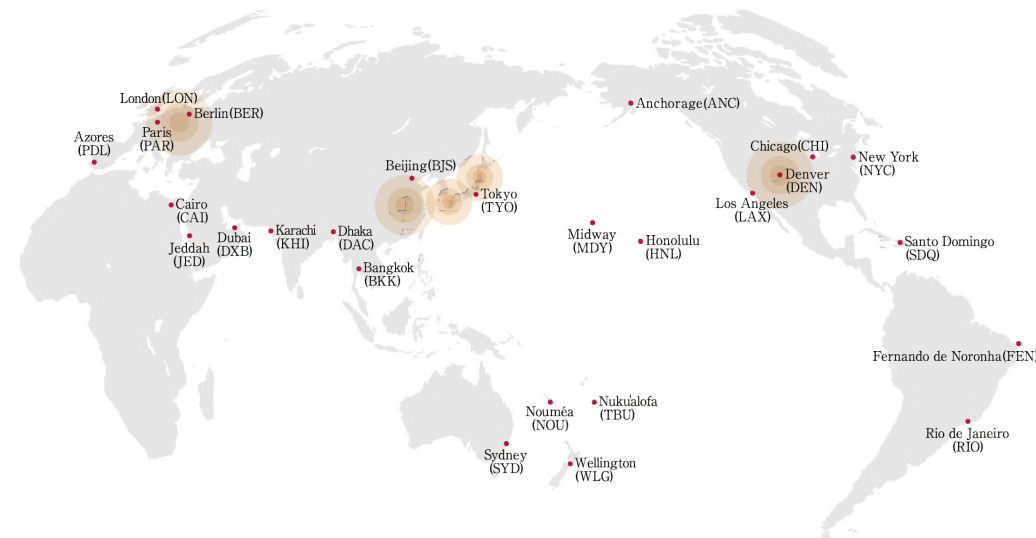 London(LON)
Berlin(BER)
Paris
(PAR)
Azores
(PDL)
Cairo
(CAI)
Jeddah
(JED)
Dubai
(DXB)
Karachi
(KHI)
Dhaka
(DAC)
Bangkok
(BKK)
Beijing(BJS)
Tokyo
(TYO)
Sydney
(SYD)
Nouméa
(NOU)
Nuku'alofa
(TBU)
Wellington
(WLG)
Midway
(MDY)
Honolulu
(HNL)
Anchorage(ANC)
Los Angeles
(LAX)
Denver
(DEN)
Chicago(CHI)
New York
(NYC)
Santo Domingo
(SDQ)
Fernando de Noronha(FEN)
Rio de Janeiro
(RIO)